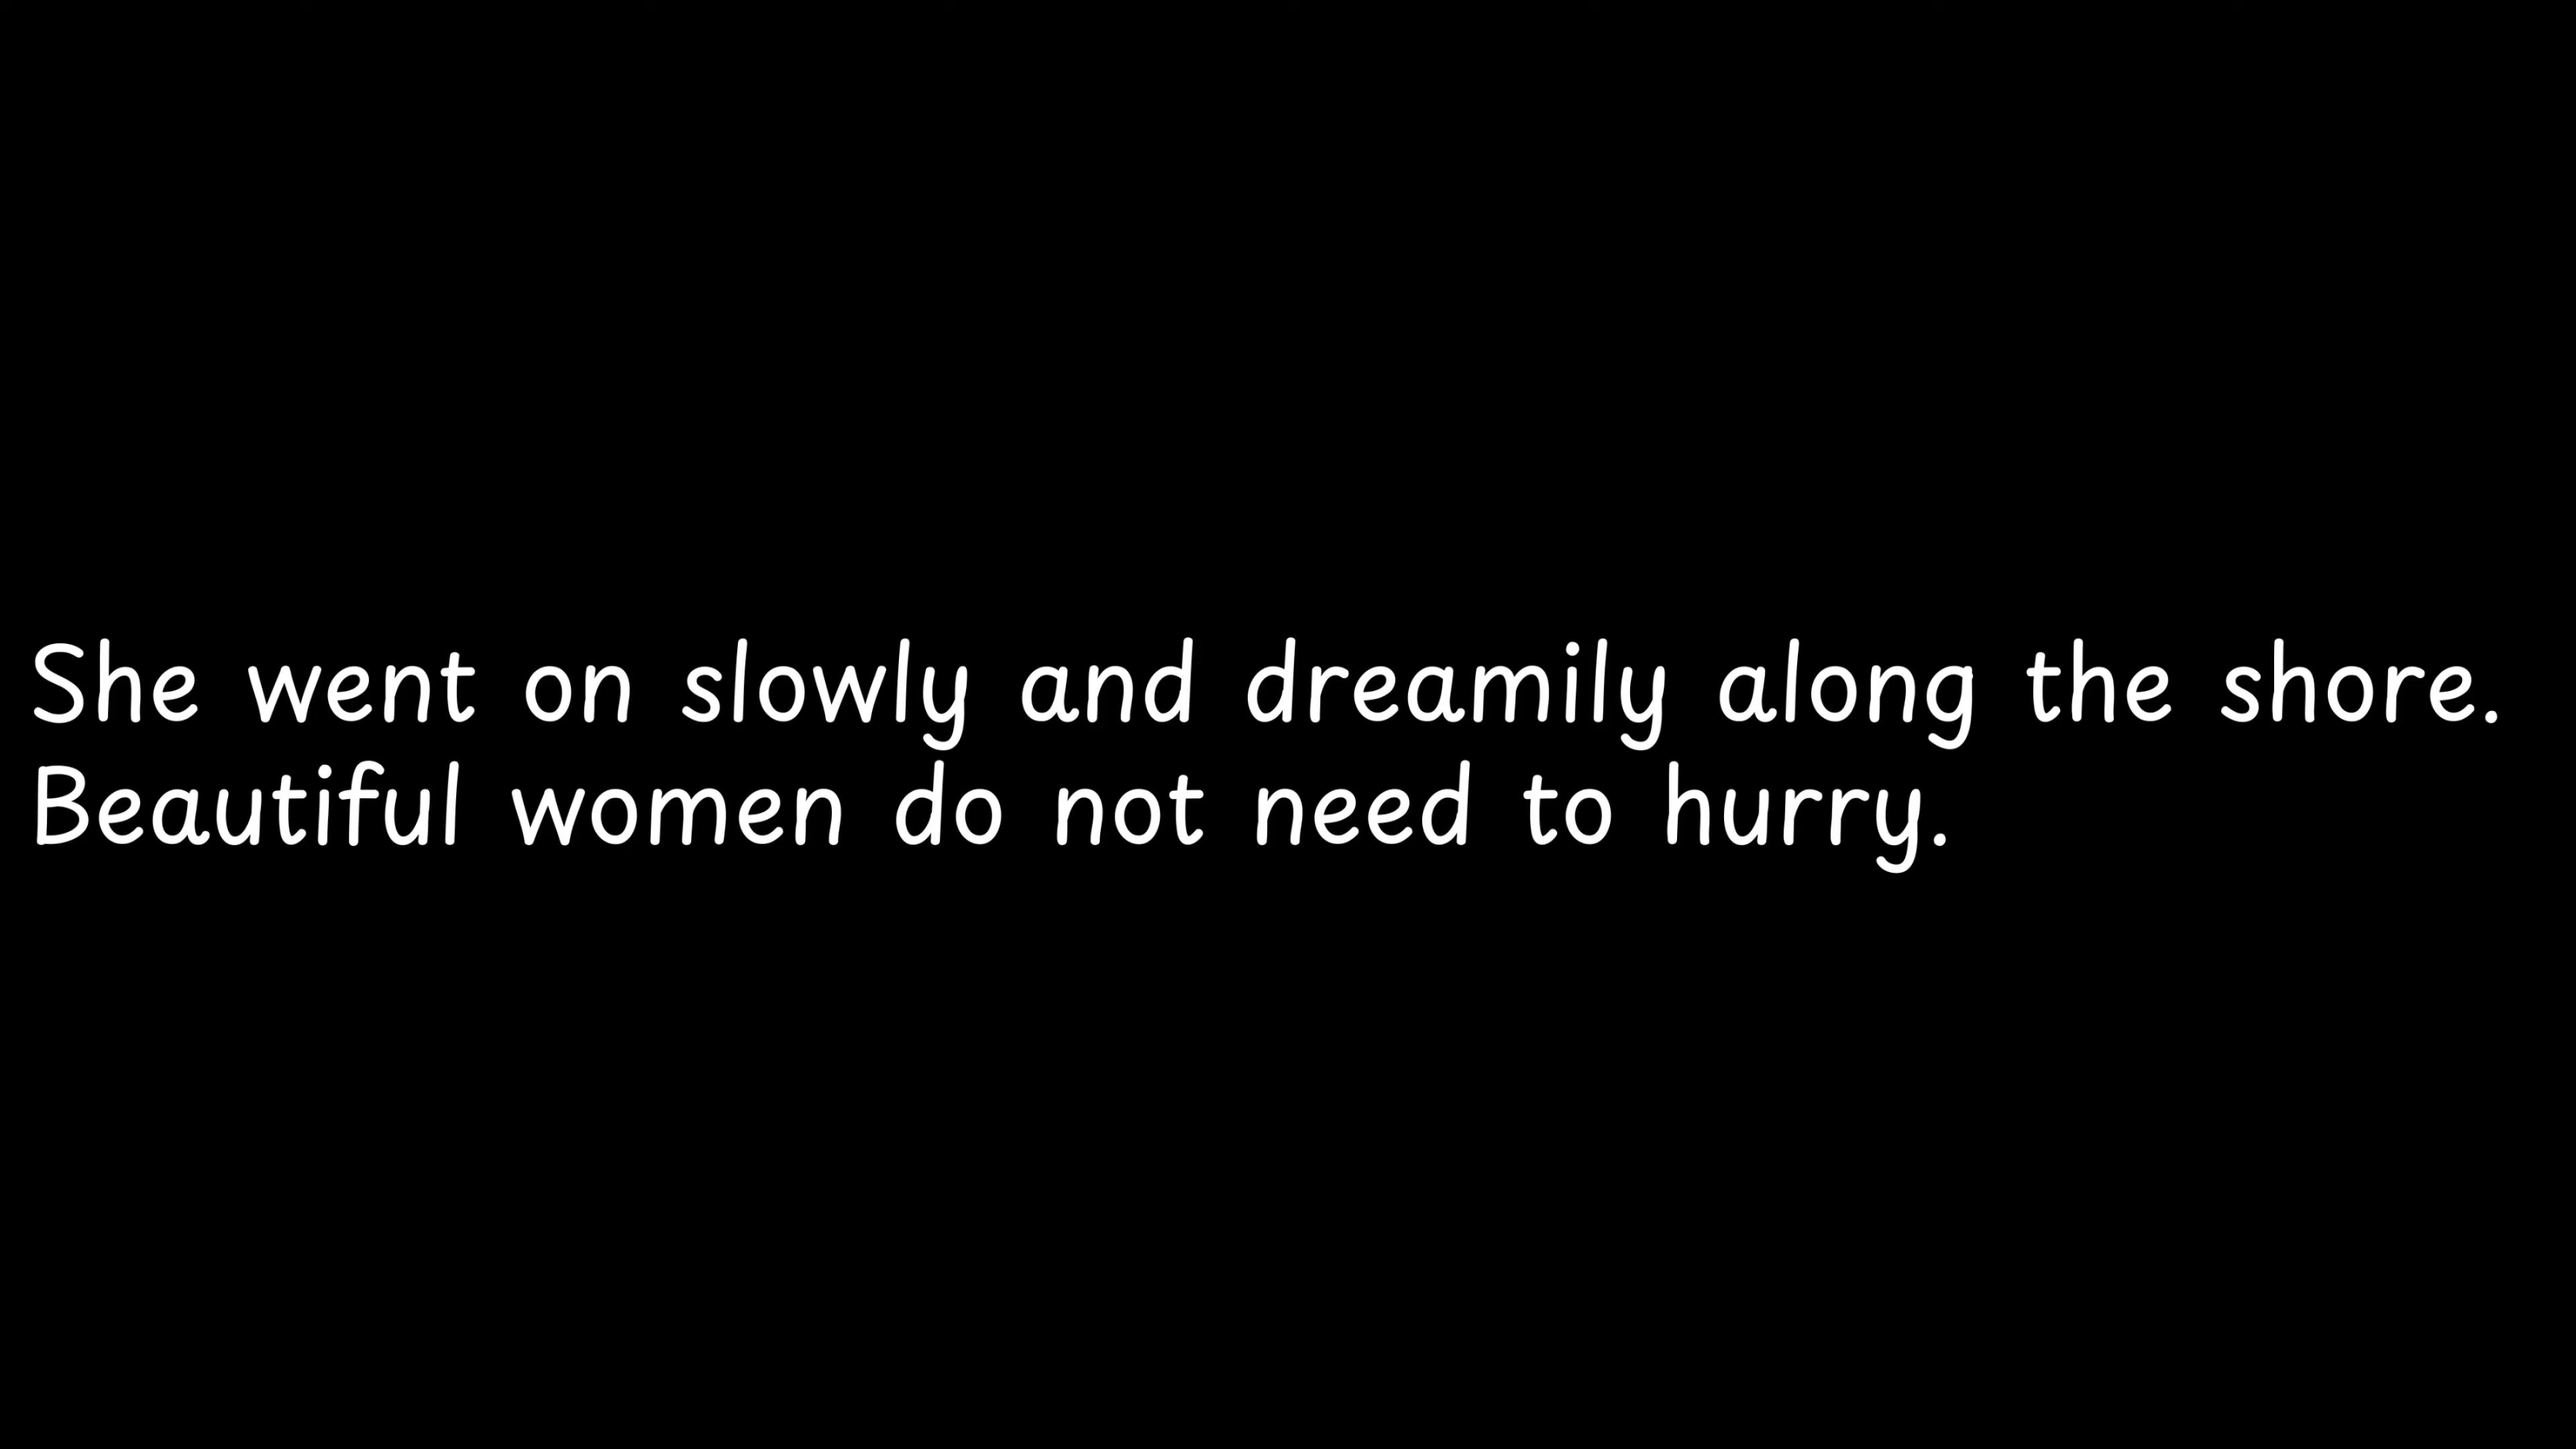 She went on slowly and dreamily along the shore.
Beautiful women do not need to hurry.